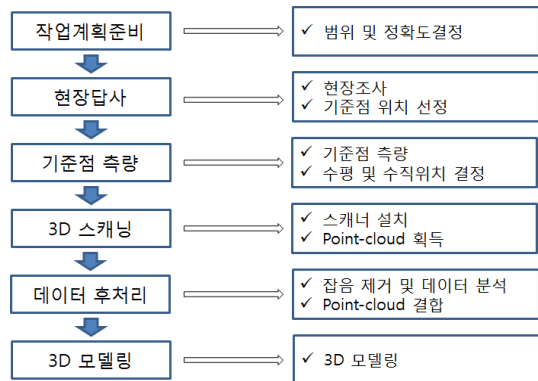 작업계획준비
✓ 범위 및 정확도결정
현장답사
✓ 현장조사
✓ 기준점 위치 선정
기준점 측량
✓ 기준점 측량
✓ 수평 및 수직위치 결정
3D 스캐닝
✓ 스캐너 설치
✓ Point-cloud 획득
데이터 후처리
✓ 잡음 제거 및 데이터 분석
✓ Point-cloud 결합
3D 모델링
✓ 3D 모델링